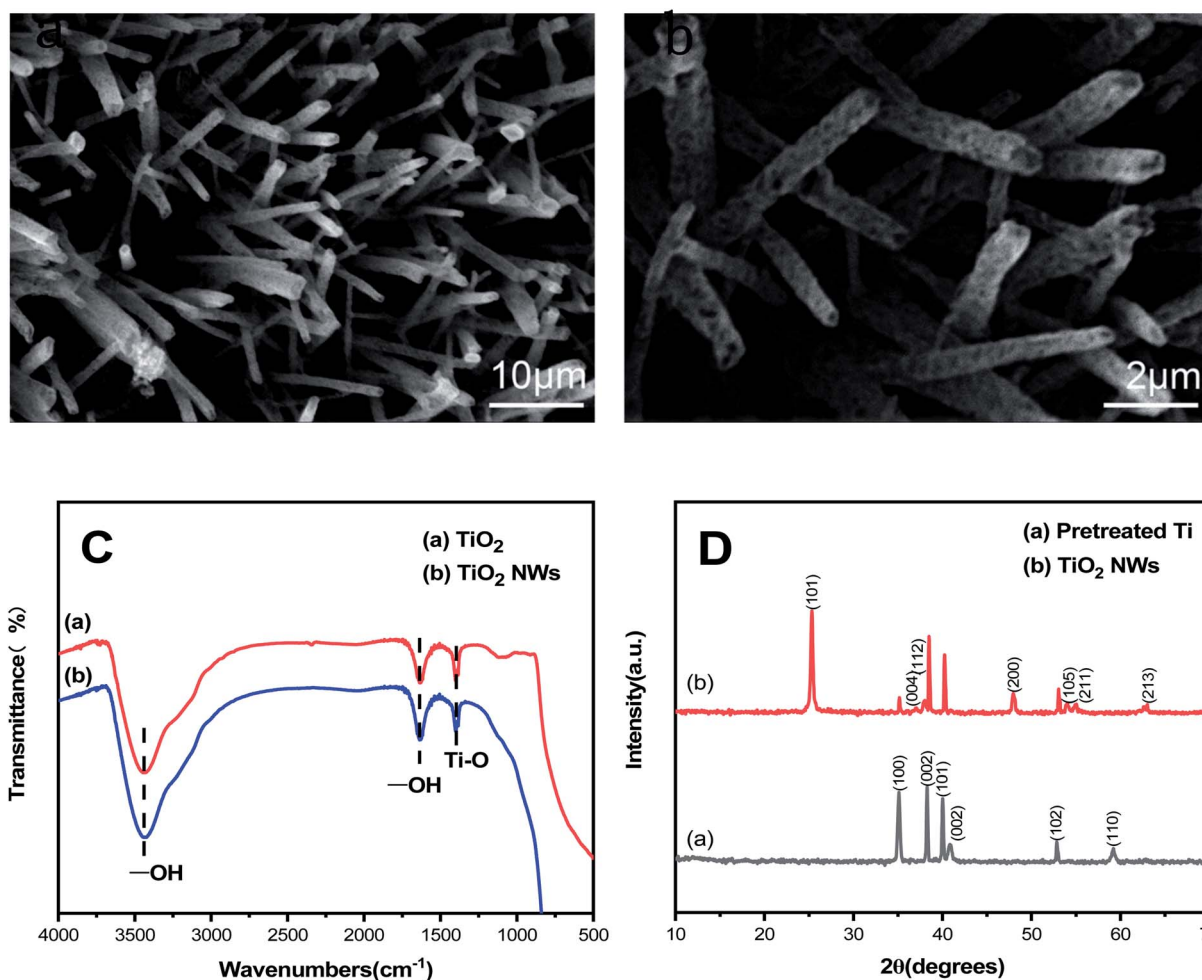 a
10μm
b
2μm
C
(a) TiO2
(b) TiO2 NWs
(a)
(b)
—OH
—OH
Ti-O
Transmittance( %)
4000 3500 3000 2500 2000 1500 1000 500
Wavenumbers(cm-1)
D
(a) Pretreated Ti
(b) TiO2 NWs
(b)
(101)
(004)
(112)
(200)
(105)
(211)
(213)
(a)
(100)
(002)
(101)
(002)
(102)
(110)
Intensity(a.u.)
10 20 30 40 50 60
2θ(degrees)